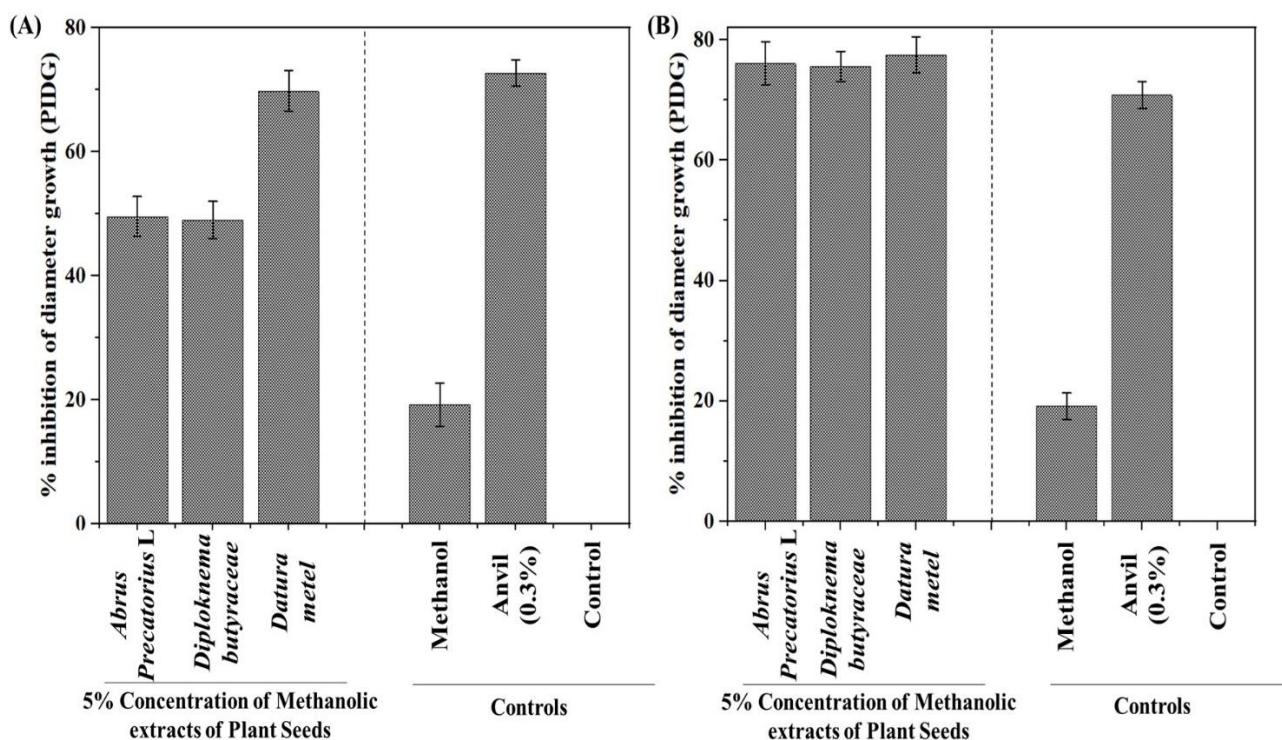 (A)
% inhibition of diameter growth (PIDG)
80
60
40
20
0
Abrus
Precatorius L
Diploknema
butyraceae
Datura
metel
Methanol
Anvil
(0.3%)
Control
5% Concentration of Methanolic
extracts of Plant Seeds
Controls
(B)
% inhibition of diameter growth (PIDG)
80
60
40
20
0
Abrus
Precatorius L
Diploknema
butyraceae
Datura
metel
Methanol
Anvil
(0.3%)
Control
5% Concentration of Methanolic
extracts of Plant Seeds
Controls